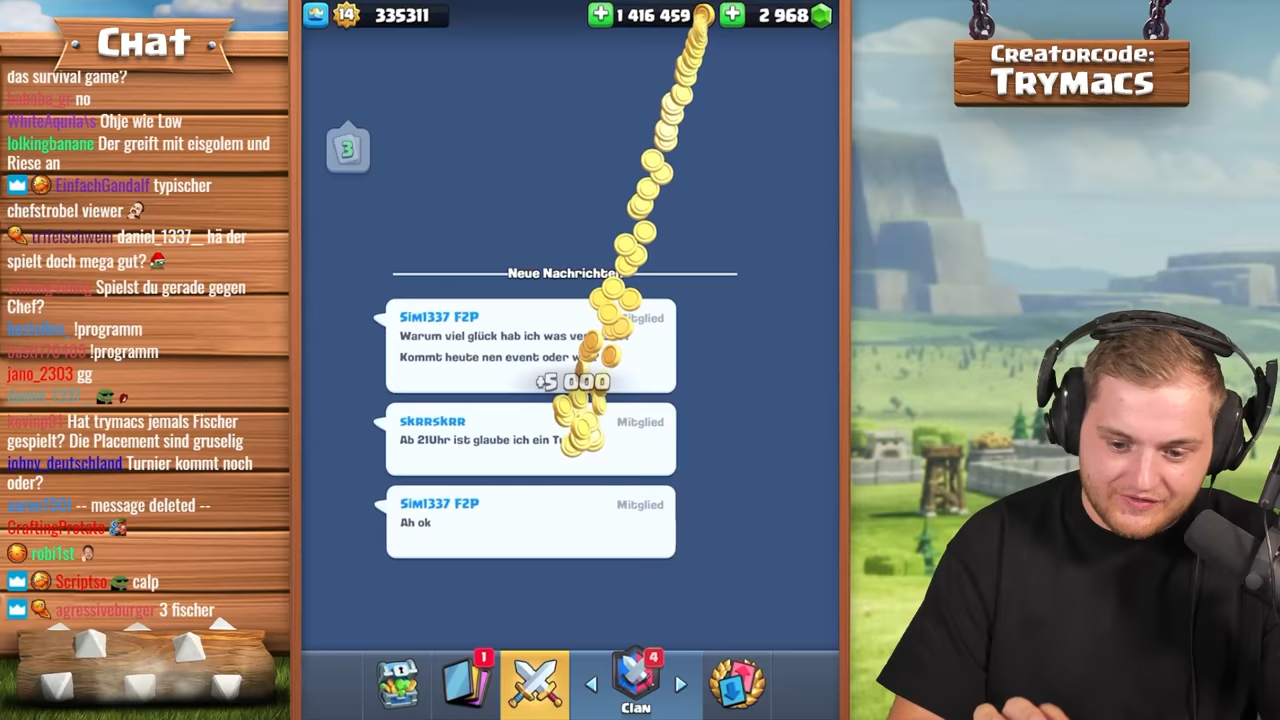 Chat
das survival game?
no
WhiteAquila\s Ohje wie Low
lolkingbanane Der greift mit eisgolem und
Riese an
EinfachGandalf typischer
chefstrobel viewer
daniel_1337__ hä der
spielt doch mega gut?
Spielst du gerade gegen
Chef?
!programm
!programm
jano_2303 gg
Hat trymacs jemals Fischer
gespielt? Die Placement sind gruselig
johny_deutschland Turnier kommt noch
oder?
-- message deleted --
CraftingProtato
robi1st
Scriptso calp
agressiveburger 3 fischer
14
335311
1 416 459
2 968
3
Neue Nachrichten
Sim1337 F2P
Mitglied
Warum viel glück hab ich was
Kommt heute nen event oder
+5 000
skrrskrr
Mitglied
Ab 21Uhr ist glaube ich ein
Sim1337 F2P
Mitglied
Ah ok
1
4
Clan
Creatorcode:
Trymacs